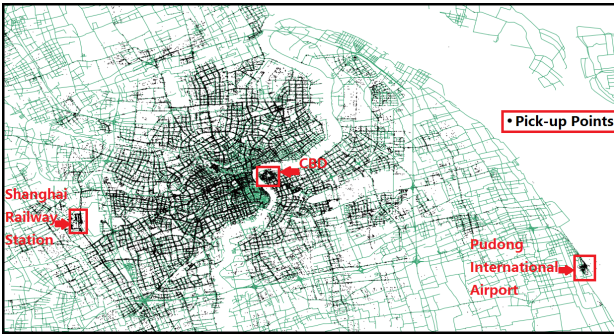 • Pick-up Points
CBD
Shanghai
Railway
Station
Pudong
International
Airport